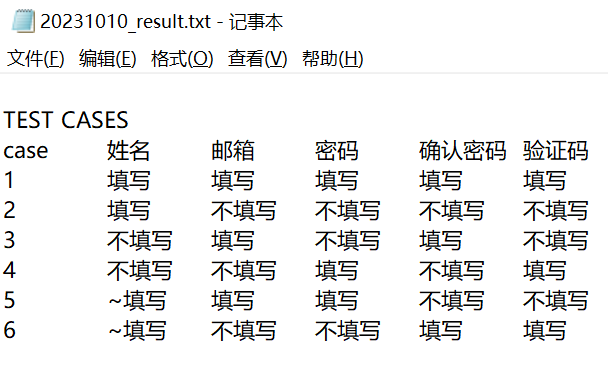 20231010_result.txt - 记事本
文件(F) 编辑(E) 格式(O) 查看(V) 帮助(H)
TEST CASES
case 姓名 邮箱 密码 确认密码 验证码
1 填写 填写 填写 填写 填写
2 填写 不填写 不填写 不填写 不填写
3 不填写 填写 不填写 填写 不填写
4 不填写 不填写 填写 不填写 填写
5 ~填写 填写 填写 不填写 不填写
6 ~填写 不填写 不填写 填写 填写